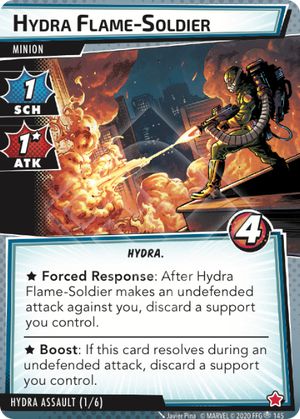 HYDRA FLAME-SOLDIER
MINION
1
SCH
1★
ATK
4
HYDRA.
★ Forced Response: After Hydra
Flame-Soldier makes an undefended
attack against you, discard a support
you control.
★ Boost: If this card resolves during an
undefended attack, discard a support
you control.
HYDRA ASSAULT (1/6)
Javier Pina © MARVEL © 2020 FFG 145